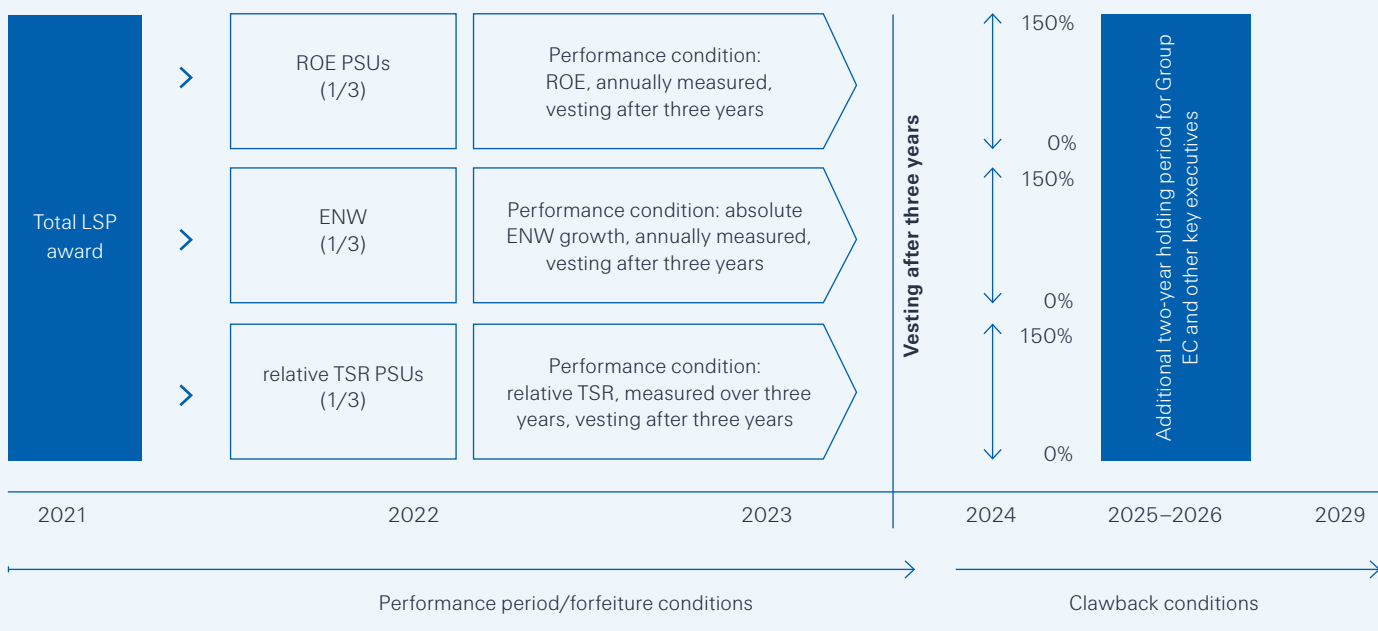 Total LSP
award
ROE PSUs
(1/3)
Performance condition:
ROE, annually measured,
vesting after three years
ENW
(1/3)
Performance condition: absolute
ENW growth, annually measured,
vesting after three years
relative TSR PSUs
(1/3)
Performance condition:
relative TSR, measured over three
years, vesting after three years
Vesting after three years
150%
0%
150%
0%
150%
0%
Additional two-year holding period for Group
EC and other key executives
2021
2022
2023
2024
2025–2026
2029
Performance period/forfeiture conditions
Clawback conditions